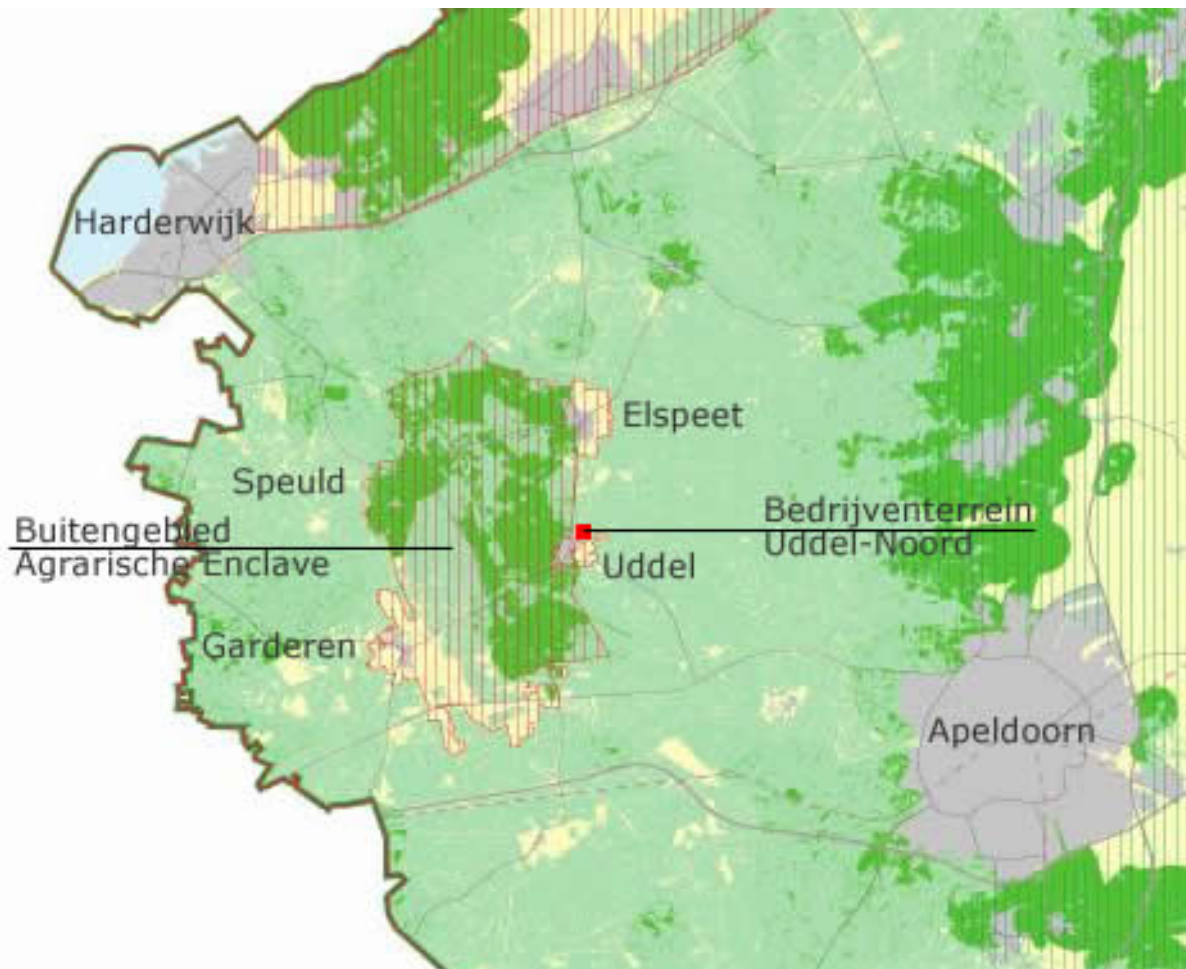 Harderwijk
Elspeet
Speuld
Buitengebied
Agrarische Enclave
Bedrijventerrein
Uddel-Noord
Uddel
Garderen
Apeldoorn